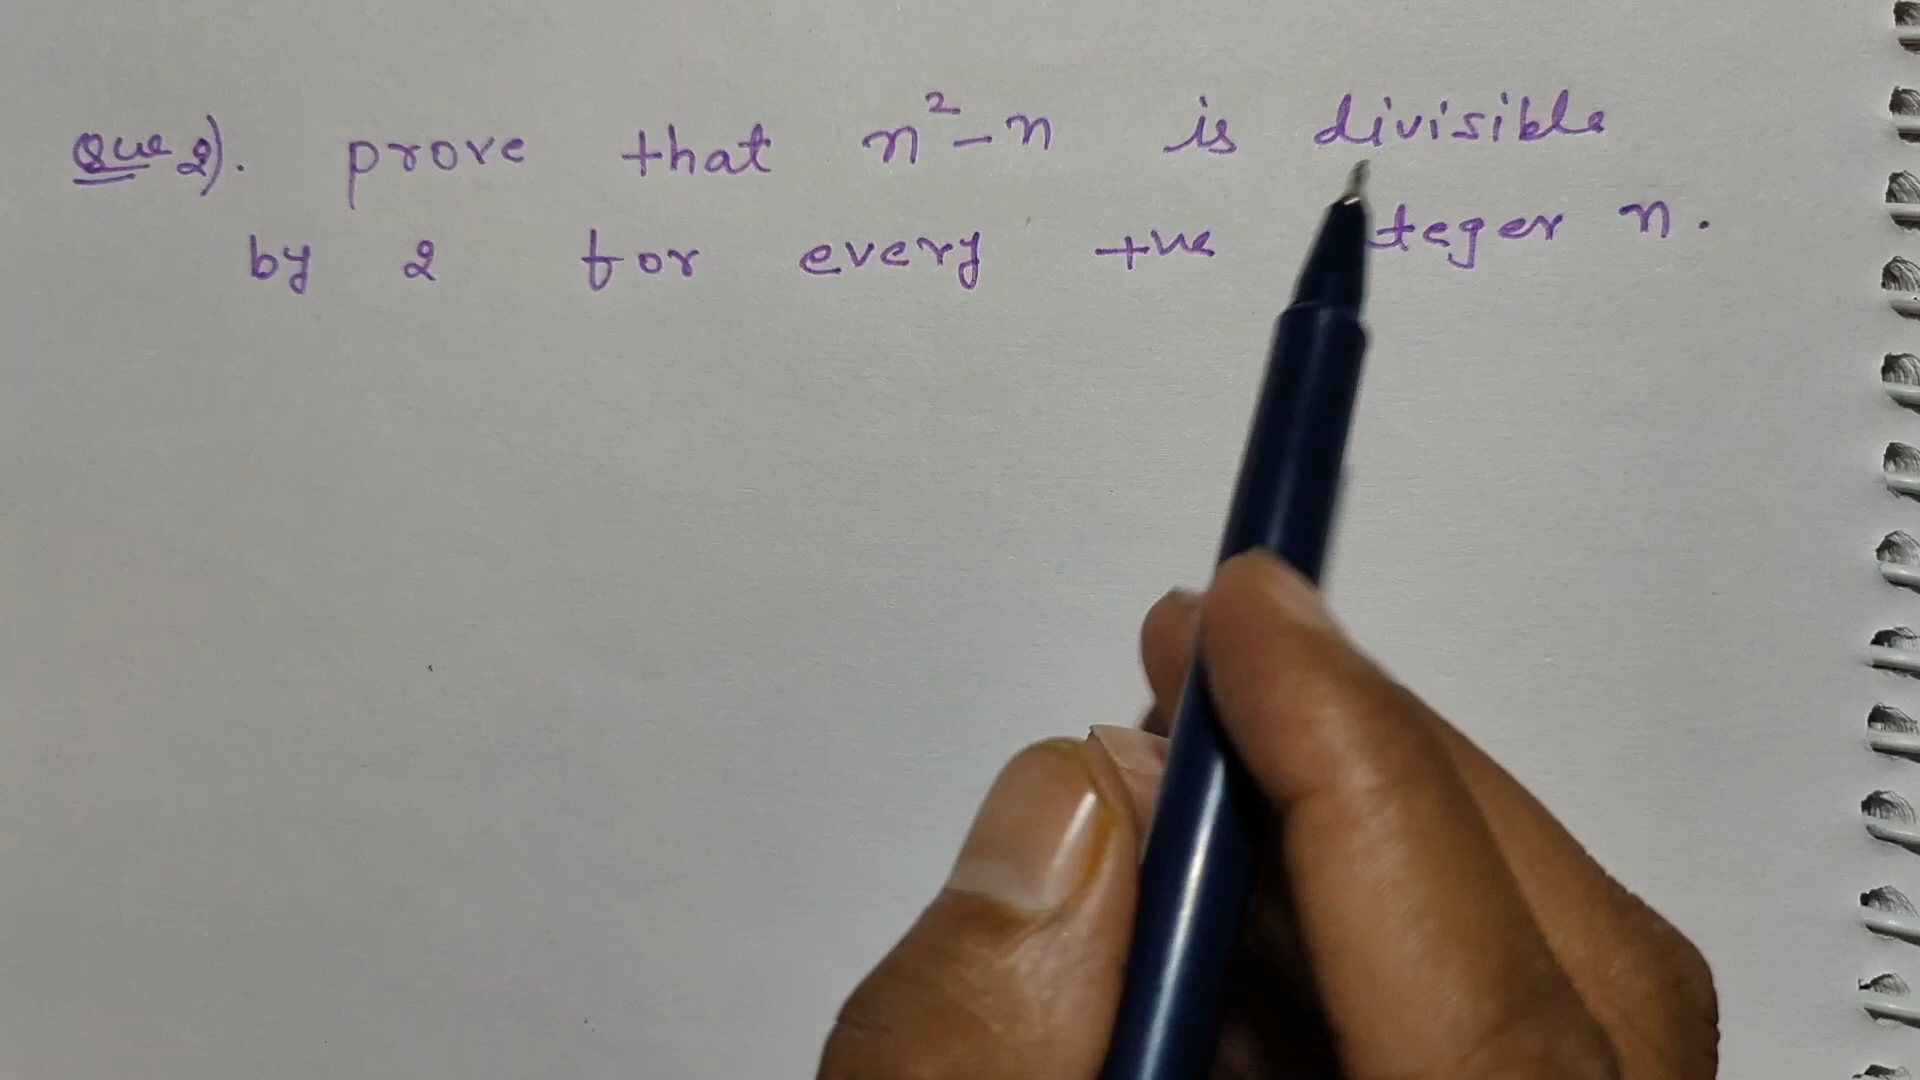 Que 2). prove that n²-n is divisible
by 2 for every +ve teger n.